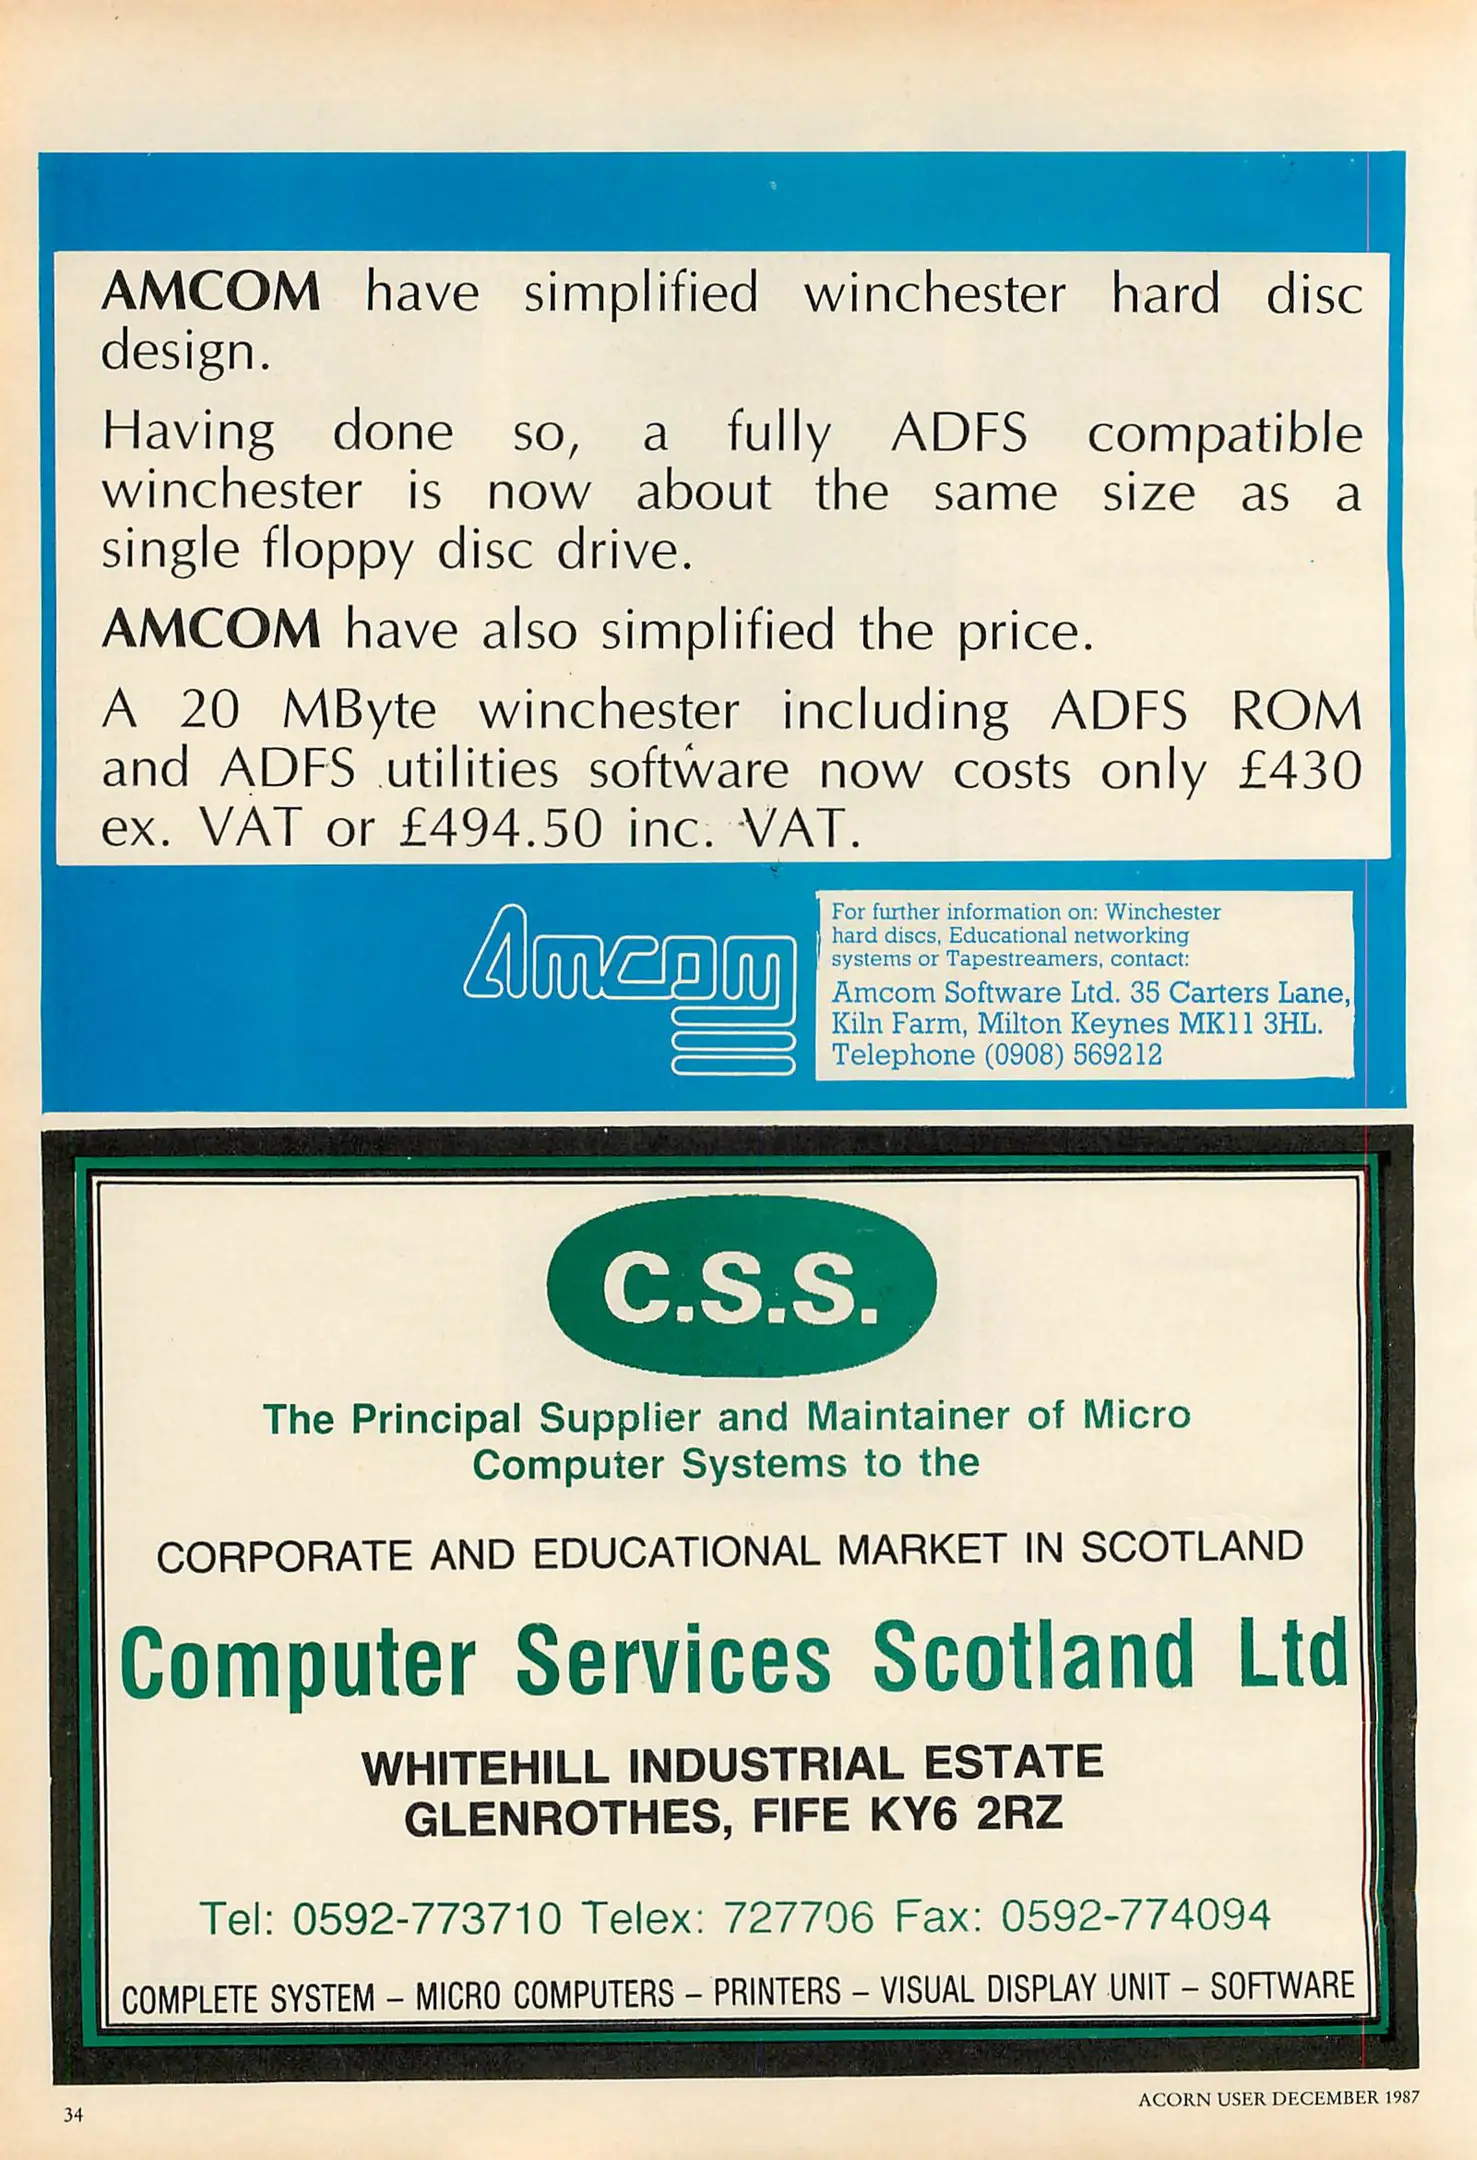 AMCOM have simplified winchester hard disc
design.
Having done so, a fully ADFS compatible
winchester is now about the same size as a
single floppy disc drive.
AMCOM have also simplified the price.
A 20 MByte winchester including ADFS ROM
and ADFS utilities software now costs only £430
ex. VAT or £494.50 inc. VAT.
Amcom
For further information on: Winchester
hard discs, Educational networking
systems or Tapestreamers, contact:
Amcom Software Ltd. 35 Carters Lane,
Kiln Farm, Milton Keynes MK11 3HL.
Telephone (0908) 569212
C.S.S.
The Principal Supplier and Maintainer of Micro
Computer Systems to the
CORPORATE AND EDUCATIONAL MARKET IN SCOTLAND
Computer Services Scotland Ltd
WHITEHILL INDUSTRIAL ESTATE
GLENROTHES, FIFE KY6 2RZ
Tel: 0592-773710 Telex: 727706 Fax: 0592-774094
COMPLETE SYSTEM – MICRO COMPUTERS – PRINTERS – VISUAL DISPLAY UNIT – SOFTWARE
34
ACORN USER DECEMBER 1987